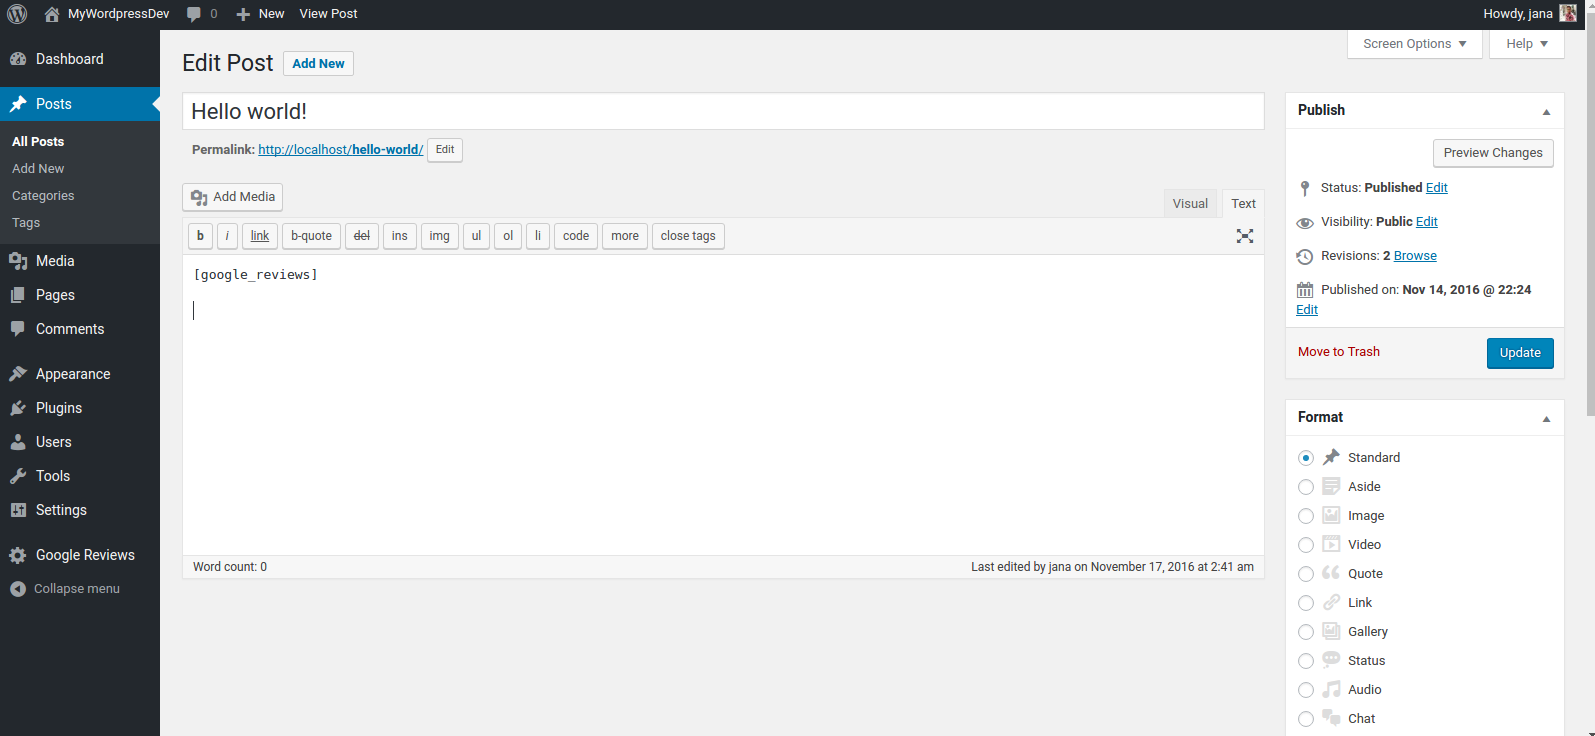 MyWordpressDev 0 New View Post Howdy, jana
Dashboard
Posts
All Posts
Add New
Categories
Tags
Media
Pages
Comments
Appearance
Plugins
Users
Tools
Settings
Google Reviews
Collapse menu
Screen Options Help
Edit Post Add New
Hello world!
Permalink: http://localhost/hello-world/ Edit
Add Media
Visual Text
b i link b-quote del ins img ul ol li code more close tags
[google_reviews]
Word count: 0 Last edited by jana on November 17, 2016 at 2:41 am
Publish
Preview Changes
Status: Published Edit
Visibility: Public Edit
Revisions: 2 Browse
Published on: Nov 14, 2016 @ 22:24
Edit
Move to Trash Update
Format
Standard
Aside
Image
Video
Quote
Link
Gallery
Status
Audio
Chat